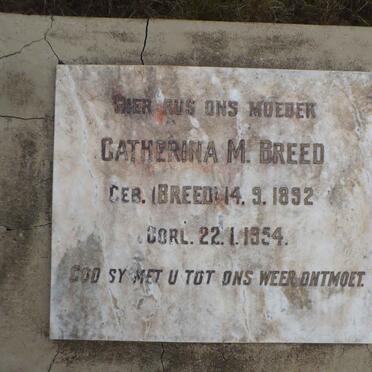 HIER RUS ONS MOEDER
CATHERINA M. BREED
GEB. (BREED) 14. 9. 1892
OORL. 22. 1. 1954.
GOD SY MET U TOT ONS WEER ONTMOET.